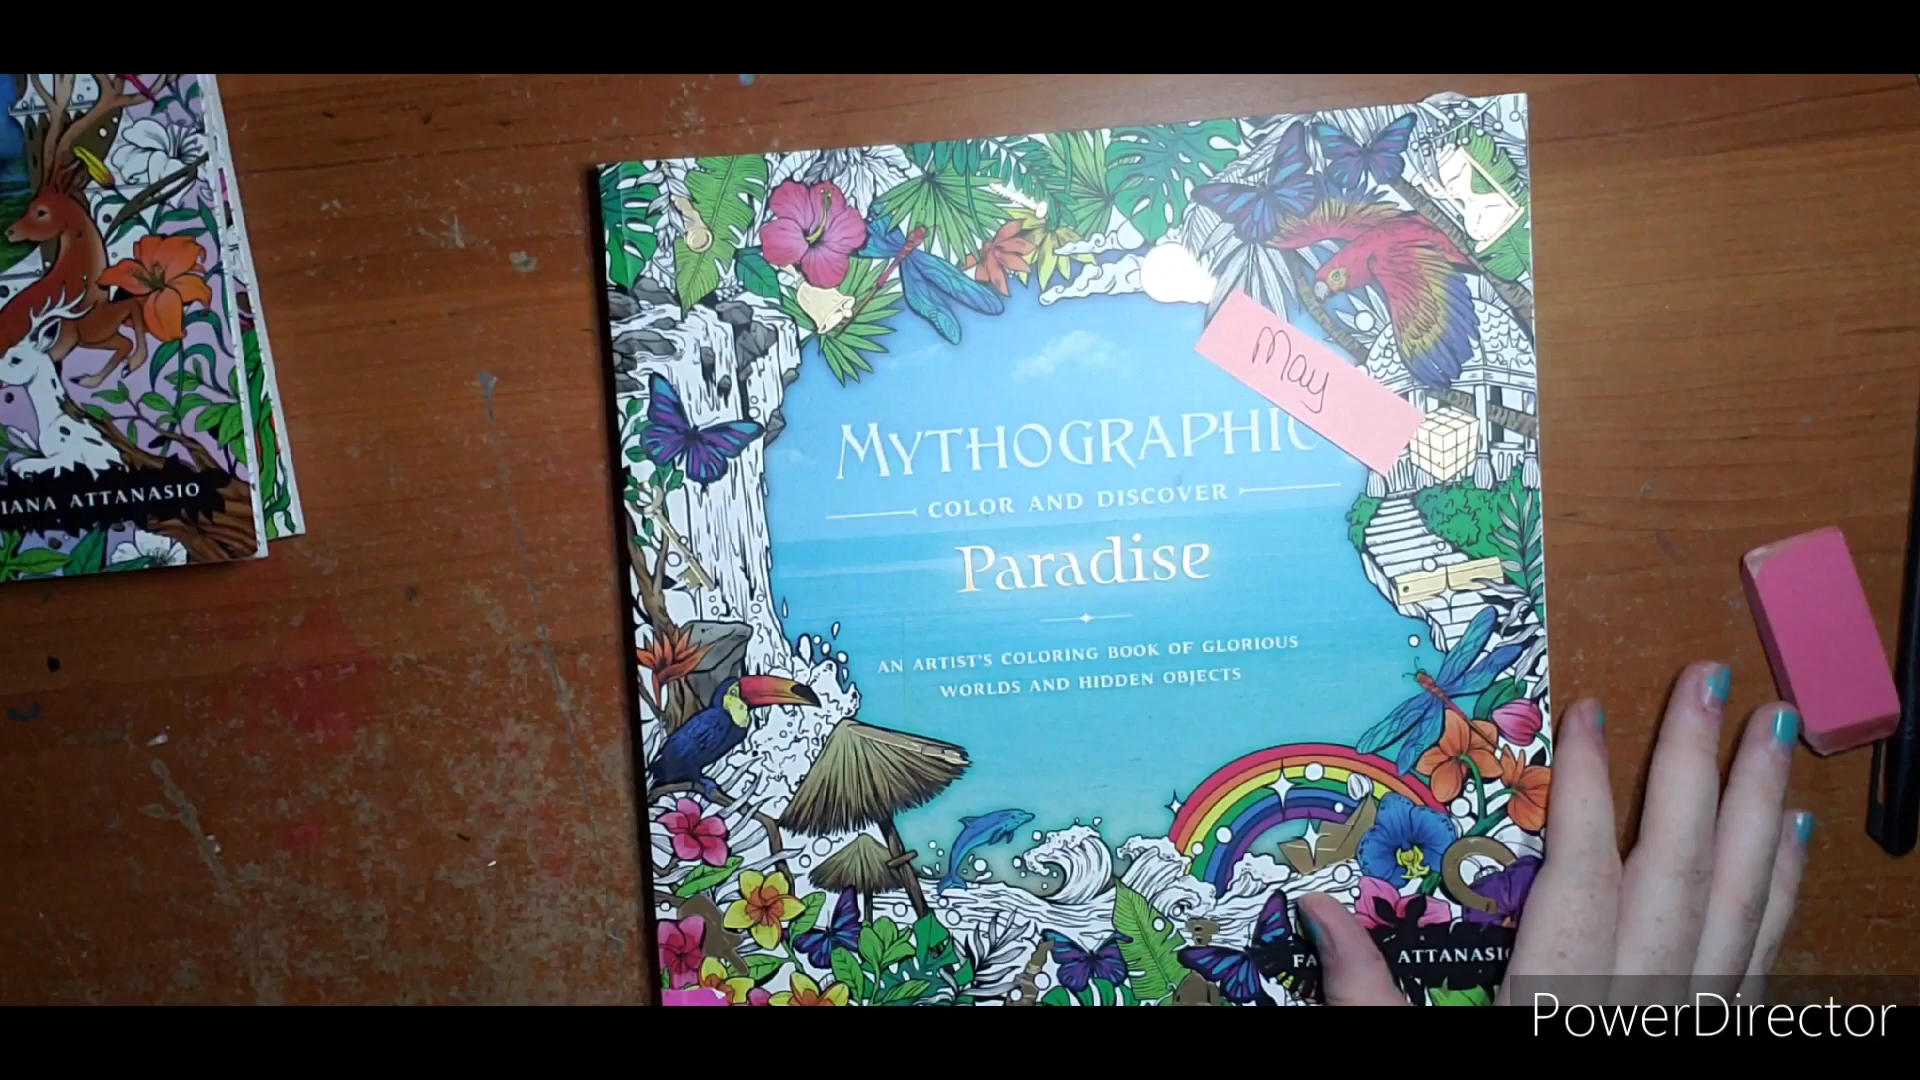 May
MYTHOGRAPHIC
COLOR AND DISCOVER
Paradise
AN ARTIST'S COLORING BOOK OF GLORIOUS
WORLDS AND HIDDEN OBJECTS
IANA ATTANASIO
FA ATTANASIO
PowerDirector